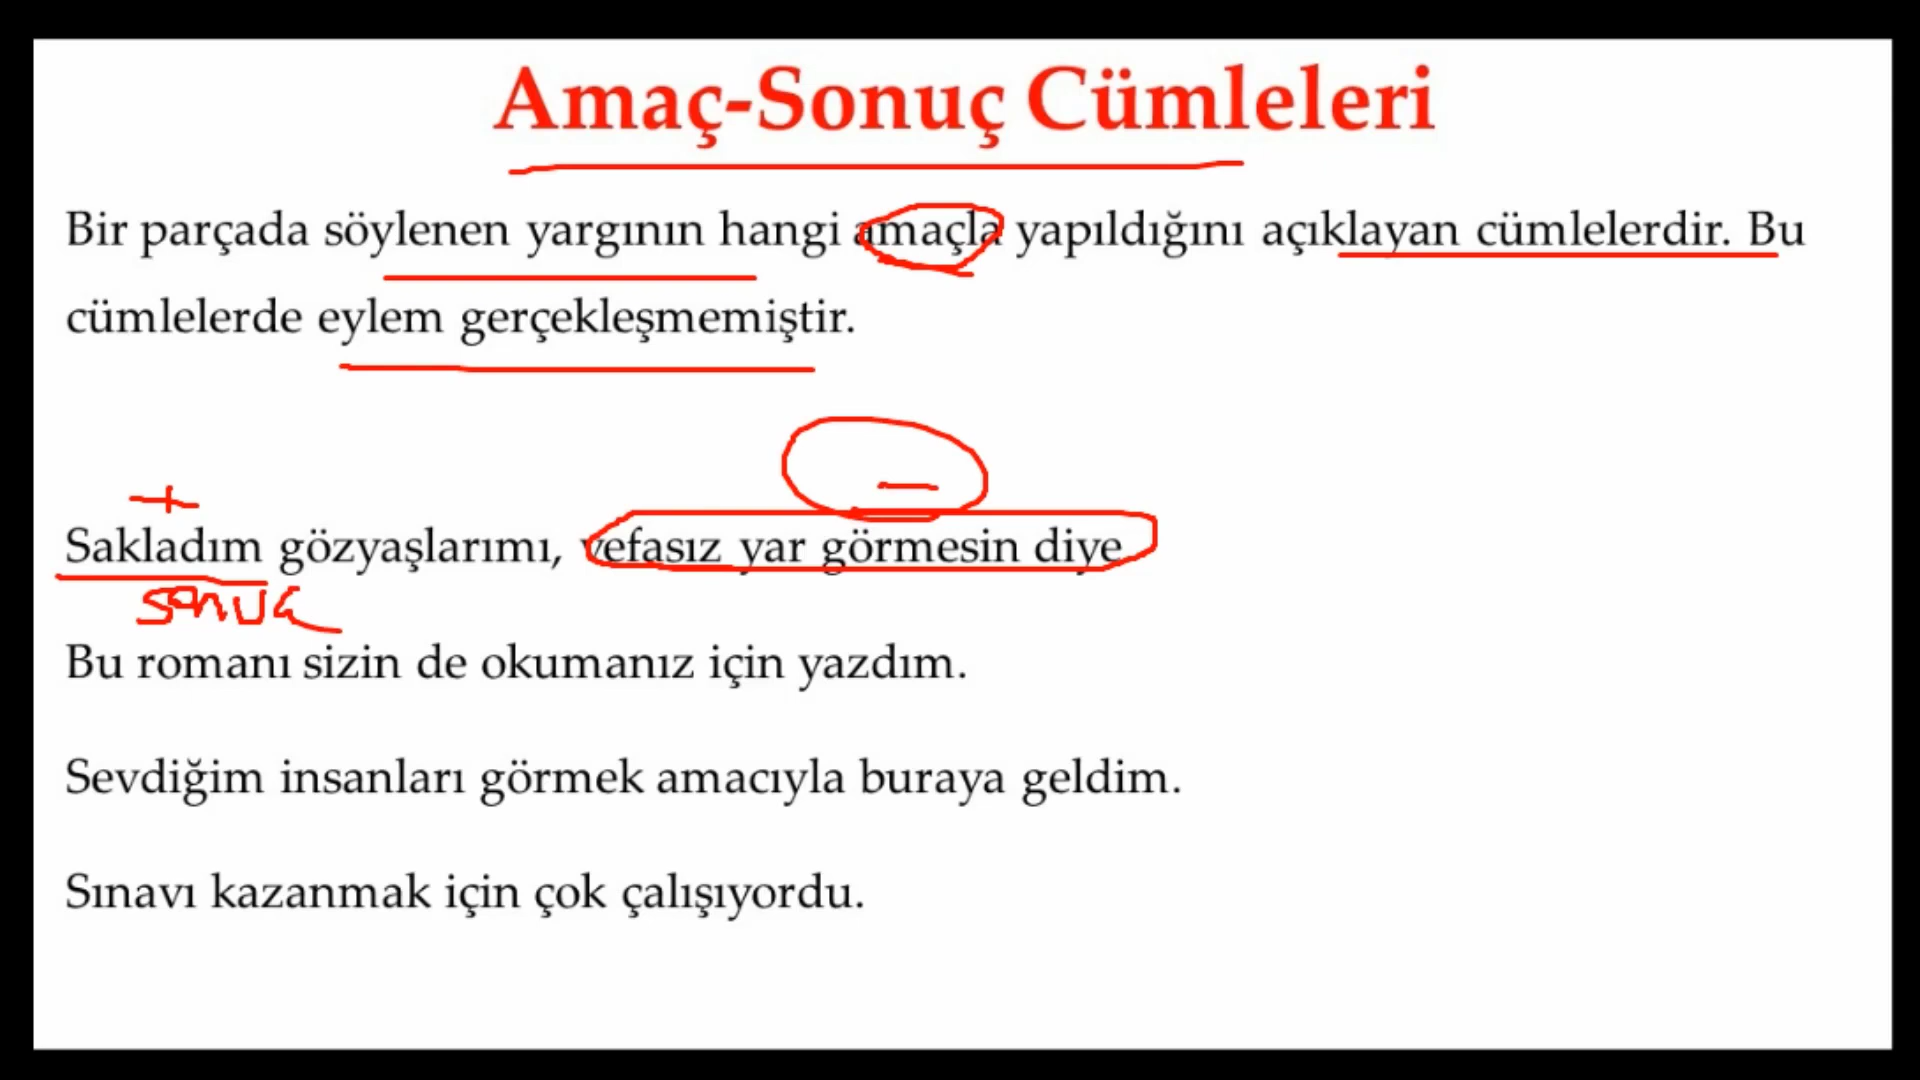 Amaç-Sonuç Cümleleri
Bir parçada söylenen yargının hangi amaçla yapıldığını açıklayan cümlelerdir. Bu
cümlelerde eylem gerçekleşmemiştir.
+
—
Sakladım gözyaşlarımı, vefasız yar görmesin diye
sonuç
Bu romanı sizin de okumanız için yazdım.
Sevdiğim insanları görmek amacıyla buraya geldim.
Sınavı kazanmak için çok çalışıyordu.